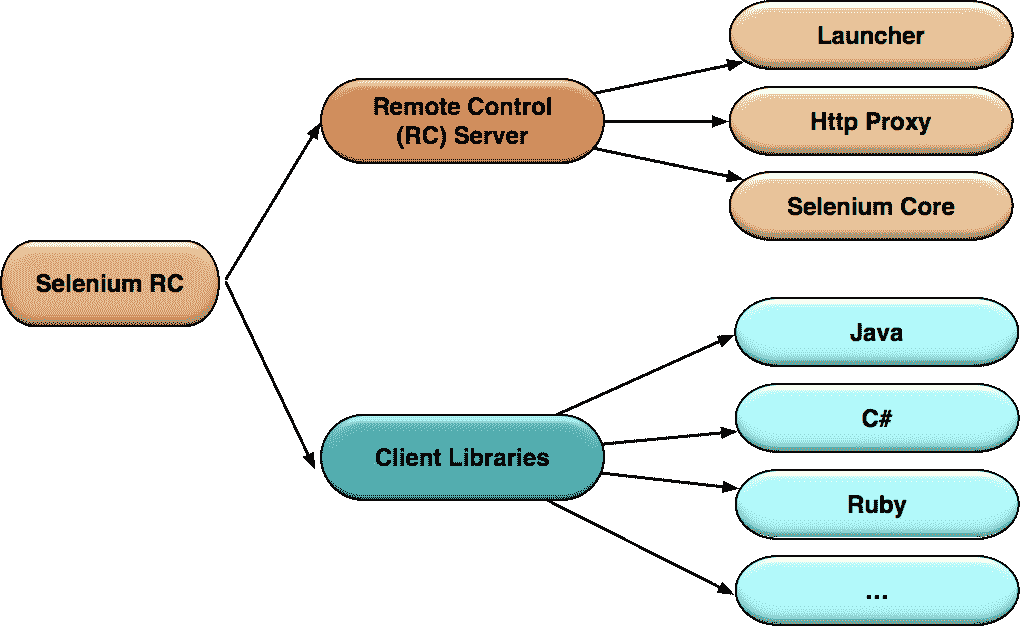 Launcher
Remote Control
(RC) Server
Http Proxy
Selenium Core
Selenium RC
Java
C#
Client Libraries
Ruby
...